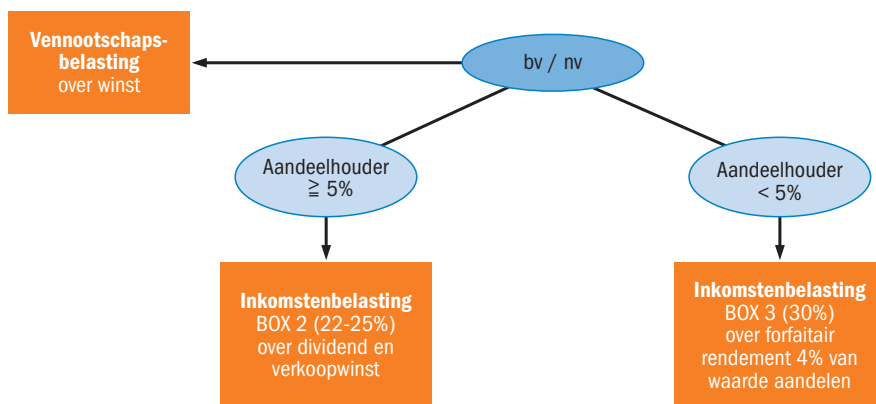 Vennootschaps-
belasting
over winst
bv / nv
Aandeelhouder
≧ 5%
Aandeelhouder
< 5%
Inkomstenbelasting
BOX 2 (22-25%)
over dividend en
verkoopwinst
Inkomstenbelasting
BOX 3 (30%)
over forfaitair
rendement 4% van
waarde aandelen